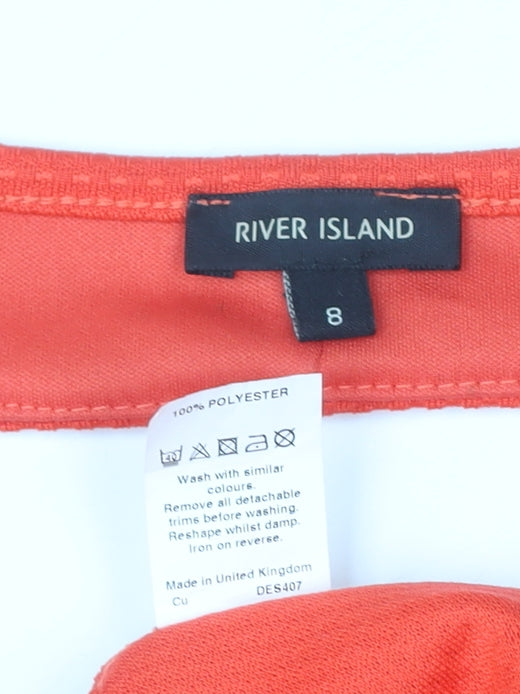 RIVER ISLAND
8
100% POLYESTER
Wash with similar
colours.
Remove all detachable
trims before washing.
Reshape whilst damp.
Iron on reverse.
Made in United Kingdom
Cu DES407